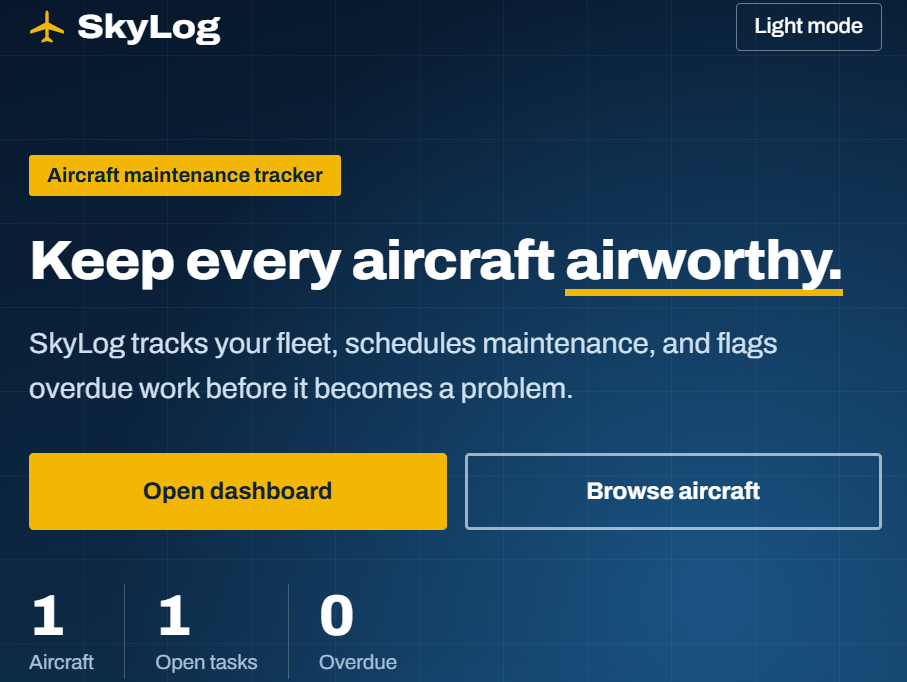 SkyLog
Light mode
Aircraft maintenance tracker
Keep every aircraft airworthy.
SkyLog tracks your fleet, schedules maintenance, and flags
overdue work before it becomes a problem.
Open dashboard
Browse aircraft
1
Aircraft
1
Open tasks
0
Overdue